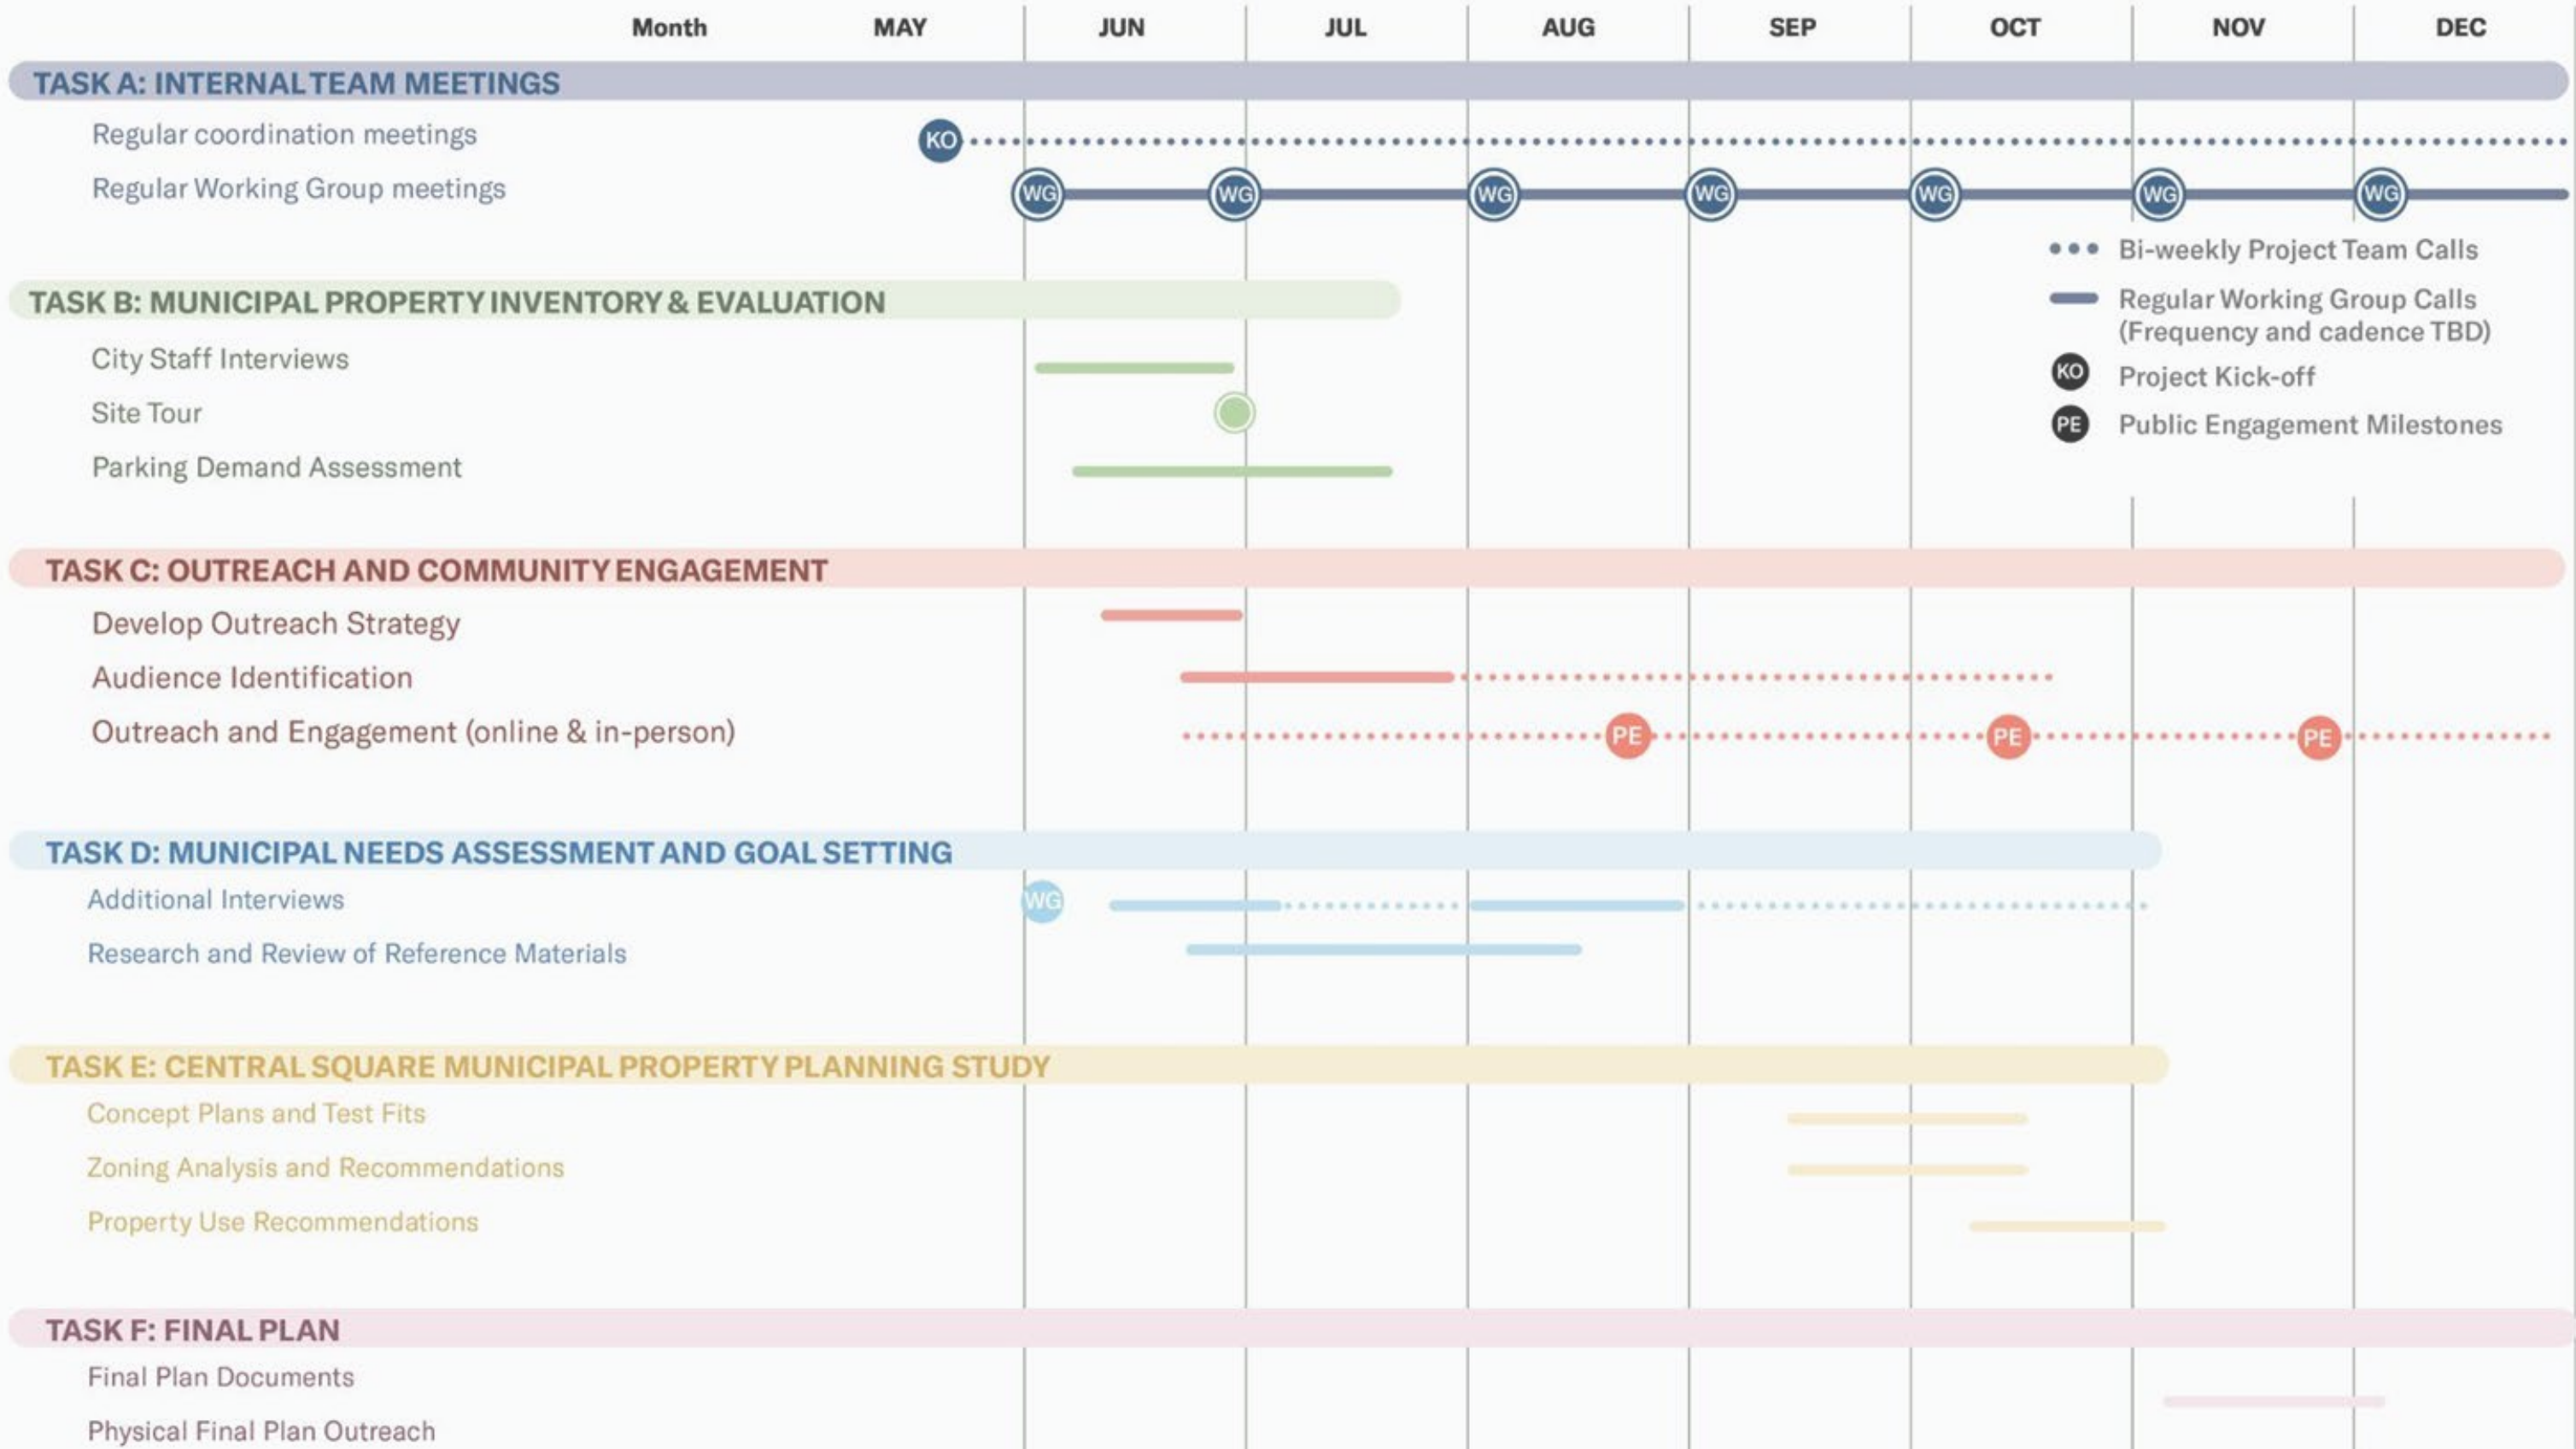 Month MAY JUN JUL AUG SEP OCT NOV DEC
TASK A: INTERNAL TEAM MEETINGS
Regular coordination meetings KO
Regular Working Group meetings WG WG WG WG WG WG WG
Bi-weekly Project Team Calls
Regular Working Group Calls
(Frequency and cadence TBD)
KO Project Kick-off
PE Public Engagement Milestones
TASK B: MUNICIPAL PROPERTY INVENTORY & EVALUATION
City Staff Interviews
Site Tour
Parking Demand Assessment
TASK C: OUTREACH AND COMMUNITY ENGAGEMENT
Develop Outreach Strategy
Audience Identification
Outreach and Engagement (online & in-person) PE PE PE
TASK D: MUNICIPAL NEEDS ASSESSMENT AND GOAL SETTING
Additional Interviews WG
Research and Review of Reference Materials
TASK E: CENTRAL SQUARE MUNICIPAL PROPERTY PLANNING STUDY
Concept Plans and Test Fits
Zoning Analysis and Recommendations
Property Use Recommendations
TASK F: FINAL PLAN
Final Plan Documents
Physical Final Plan Outreach